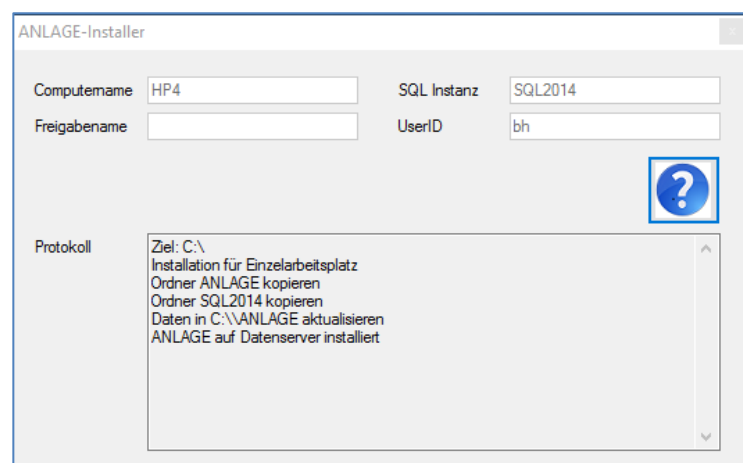 ANLAGE-Installer
Computername HP4 SQL Instanz SQL2014
Freigabename UserID bh
?
Protokoll Ziel: C:\
Installation für Einzelarbeitsplatz
Ordner ANLAGE kopieren
Ordner SQL2014 kopieren
Daten in C:\\ANLAGE aktualisieren
ANLAGE auf Datenserver installiert